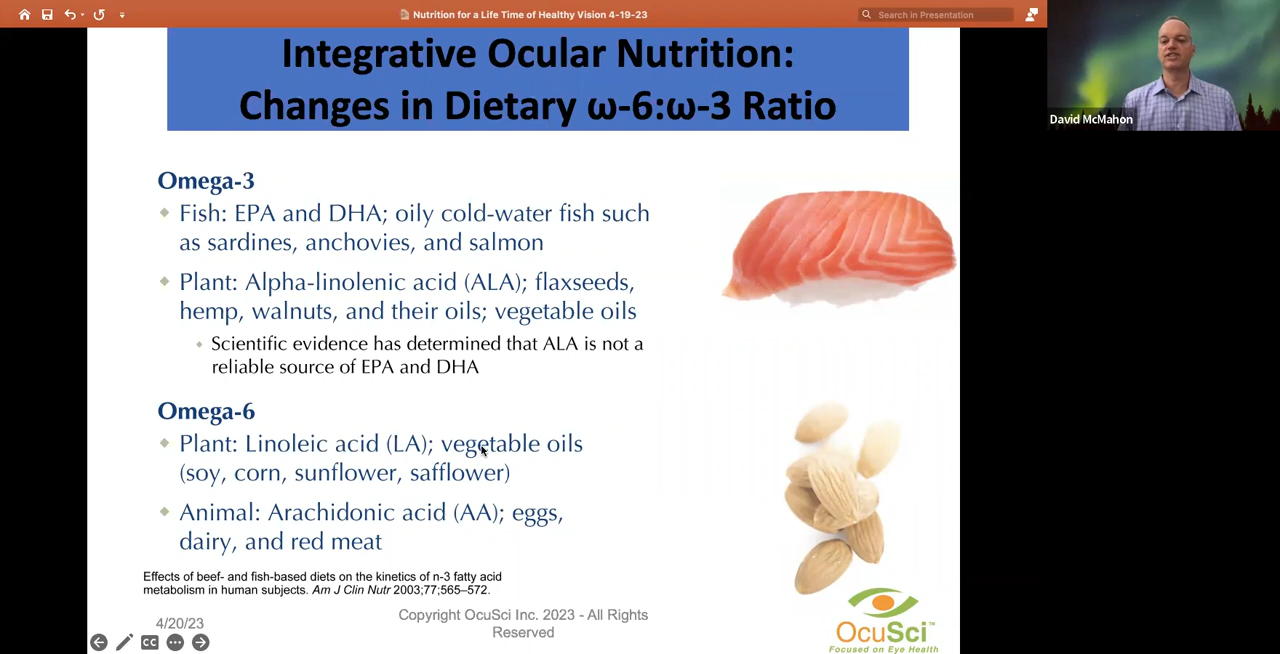 Nutrition for a Life Time of Healthy Vision 4-19-23
Search in Presentation
Integrative Ocular Nutrition:
Changes in Dietary ω-6:ω-3 Ratio
David McMahon
Omega-3
Fish: EPA and DHA; oily cold-water fish such
as sardines, anchovies, and salmon
Plant: Alpha-linolenic acid (ALA); flaxseeds,
hemp, walnuts, and their oils; vegetable oils
Scientific evidence has determined that ALA is not a
reliable source of EPA and DHA
Omega-6
Plant: Linoleic acid (LA); vegetable oils
(soy, corn, sunflower, safflower)
Animal: Arachidonic acid (AA); eggs,
dairy, and red meat
Effects of beef- and fish-based diets on the kinetics of n-3 fatty acid
metabolism in human subjects. Am J Clin Nutr 2003;77;565–572.
4/20/23
Copyright OcuSci Inc. 2023 - All Rights
Reserved
OcuSci™
Focused on Eye Health
CC